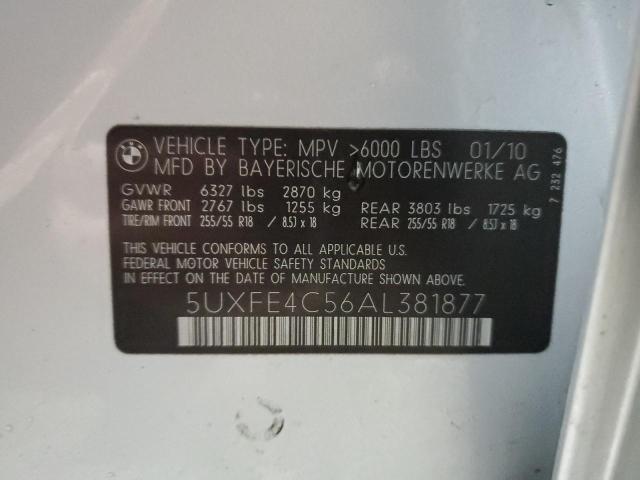 BMW
VEHICLE TYPE: MPV >6000 LBS 01/10
MFD BY BAYERISCHE MOTORENWERKE AG
GVWR 6327 lbs 2870 kg
GAWR FRONT 2767 lbs 1255 kg REAR 3803 lbs 1725 kg
TIRE/RIM FRONT 255/55 R18 / 8.5J x 18 REAR 255/55 R18 / 8.5J x 18
THIS VEHICLE CONFORMS TO ALL APPLICABLE U.S.
FEDERAL MOTOR VEHICLE SAFETY STANDARDS
IN EFFECT ON THE DATE OF MANUFACTURE SHOWN ABOVE.
5UXFE4C56AL381877
7 232 476